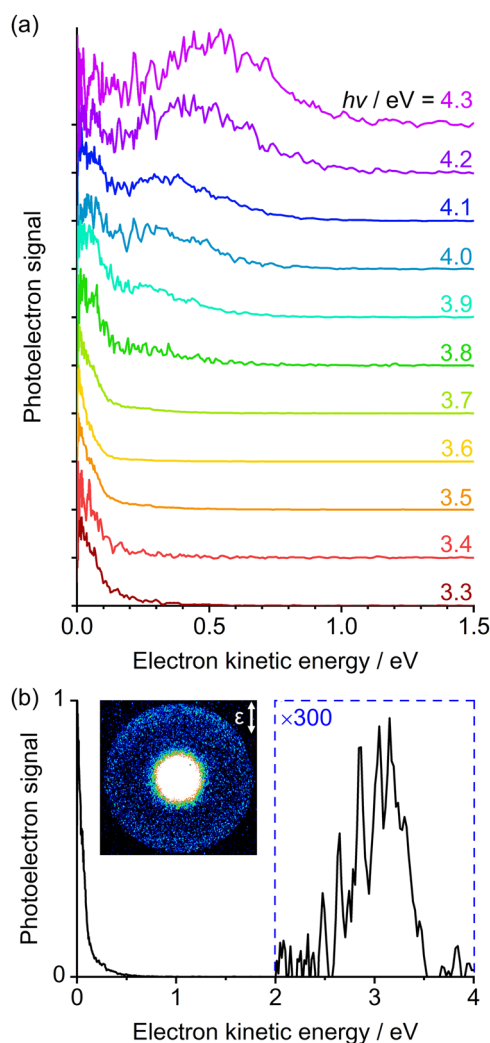 (a)
hν / eV = 4.3
4.2
4.1
4.0
3.9
3.8
3.7
3.6
3.5
3.4
3.3
Photoelectron signal
0.0 0.5 1.0 1.5
Electron kinetic energy / eV
(b)
1
ε
×300
Photoelectron signal
0
0 1 2 3 4
Electron kinetic energy / eV